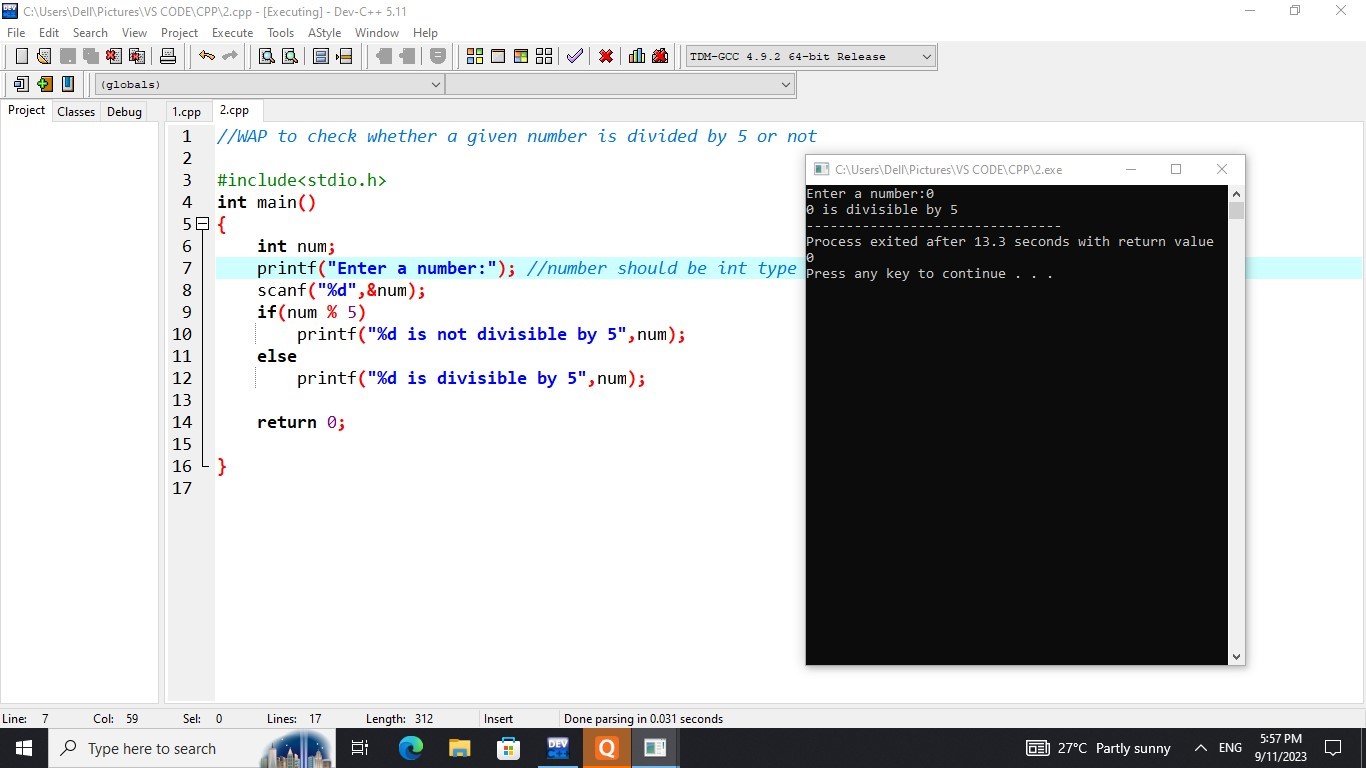 C:\Users\Dell\Pictures\VS CODE\CPP\2.cpp - [Executing] - Dev-C++ 5.11
File Edit Search View Project Execute Tools AStyle Window Help
TDM-GCC 4.9.2 64-bit Release
(globals)
Project Classes Debug 1.cpp 2.cpp
1 //WAP to check whether a given number is divided by 5 or not
2
3 #include<stdio.h>
4 int main()
5 {
6 int num;
7 printf("Enter a number:"); //number should be int type
8 scanf("%d",&num);
9 if(num % 5)
10 printf("%d is not divisible by 5",num);
11 else
12 printf("%d is divisible by 5",num);
13
14 return 0;
15
16 }
17
C:\Users\Dell\Pictures\VS CODE\CPP\2.exe
Enter a number:0
0 is divisible by 5
--------------------------------
Process exited after 13.3 seconds with return value
0
Press any key to continue . . .
Line: 7 Col: 59 Sel: 0 Lines: 17 Length: 312 Insert Done parsing in 0.031 seconds
Type here to search
DEV
Q
27°C Partly sunny
ENG
5:57 PM
9/11/2023